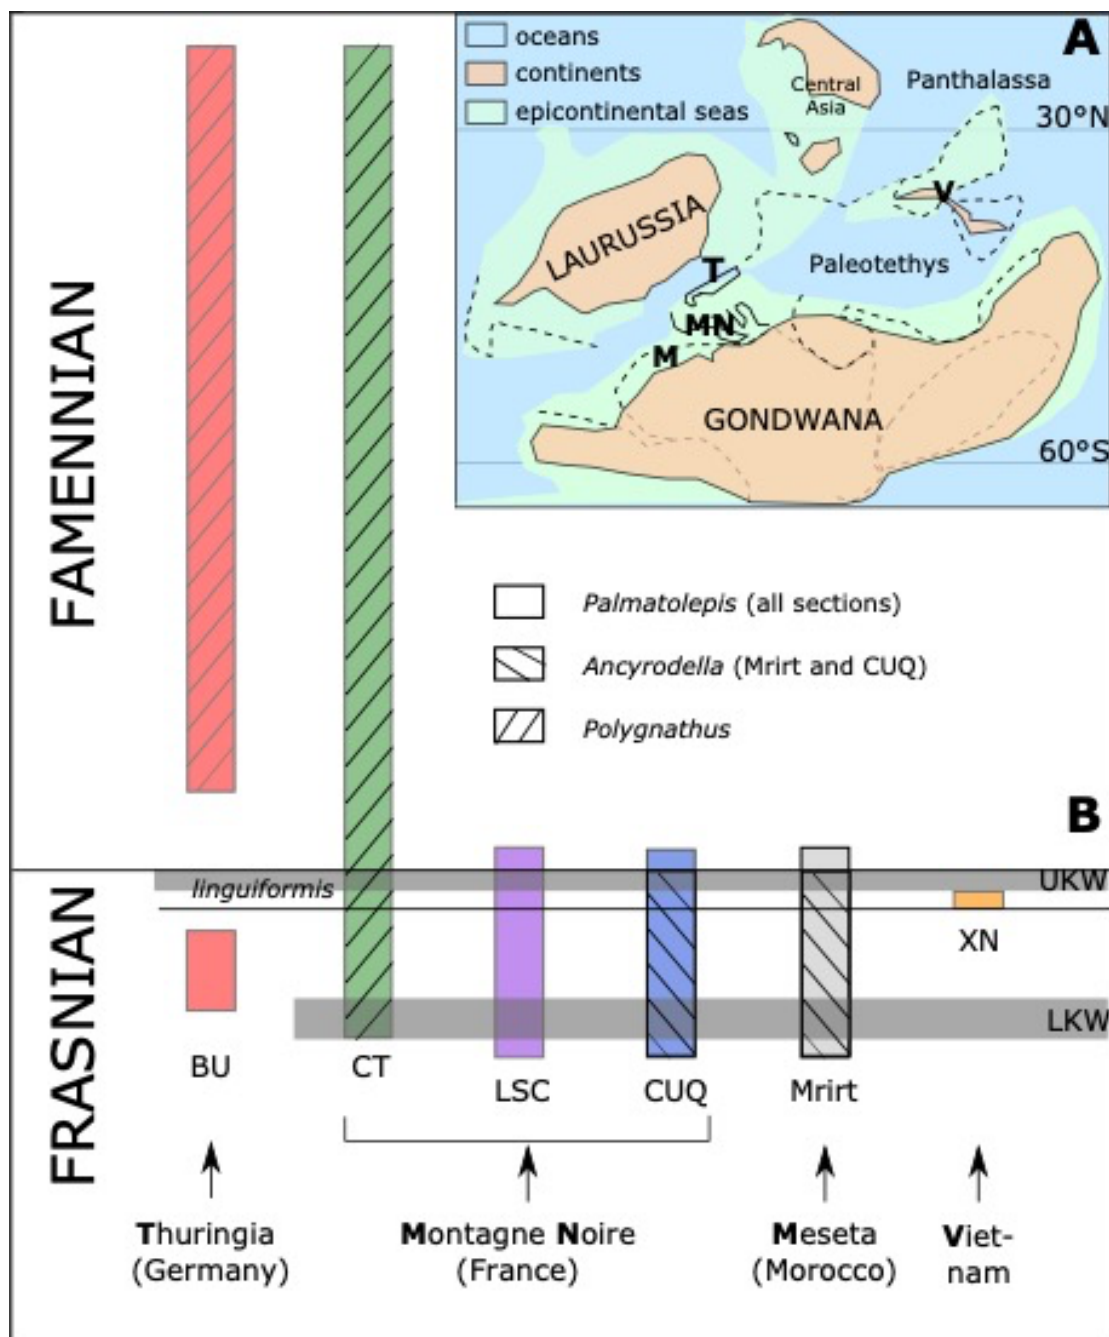 A
oceans
continents
epicontinental seas
Central
Asia
Panthalassa
30°N
V
LAURUSSIA
T
Paleotethys
MN
M
GONDWANA
60°S
FAMENNIAN
Palmatolepis (all sections)
Ancyrodella (Mrirt and CUQ)
Polygnathus
B
FRASNIAN
linguiformis
UKW
XN
LKW
BU
CT
LSC
CUQ
Mrirt
Thuringia
(Germany)
Montagne Noire
(France)
Meseta
(Morocco)
Viet-
nam